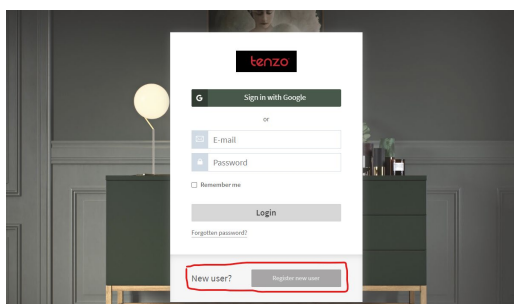 tenzo
G Sign in with Google
or
E-mail
Password
Remember me
Login
Forgotten password?
New user? Register new user